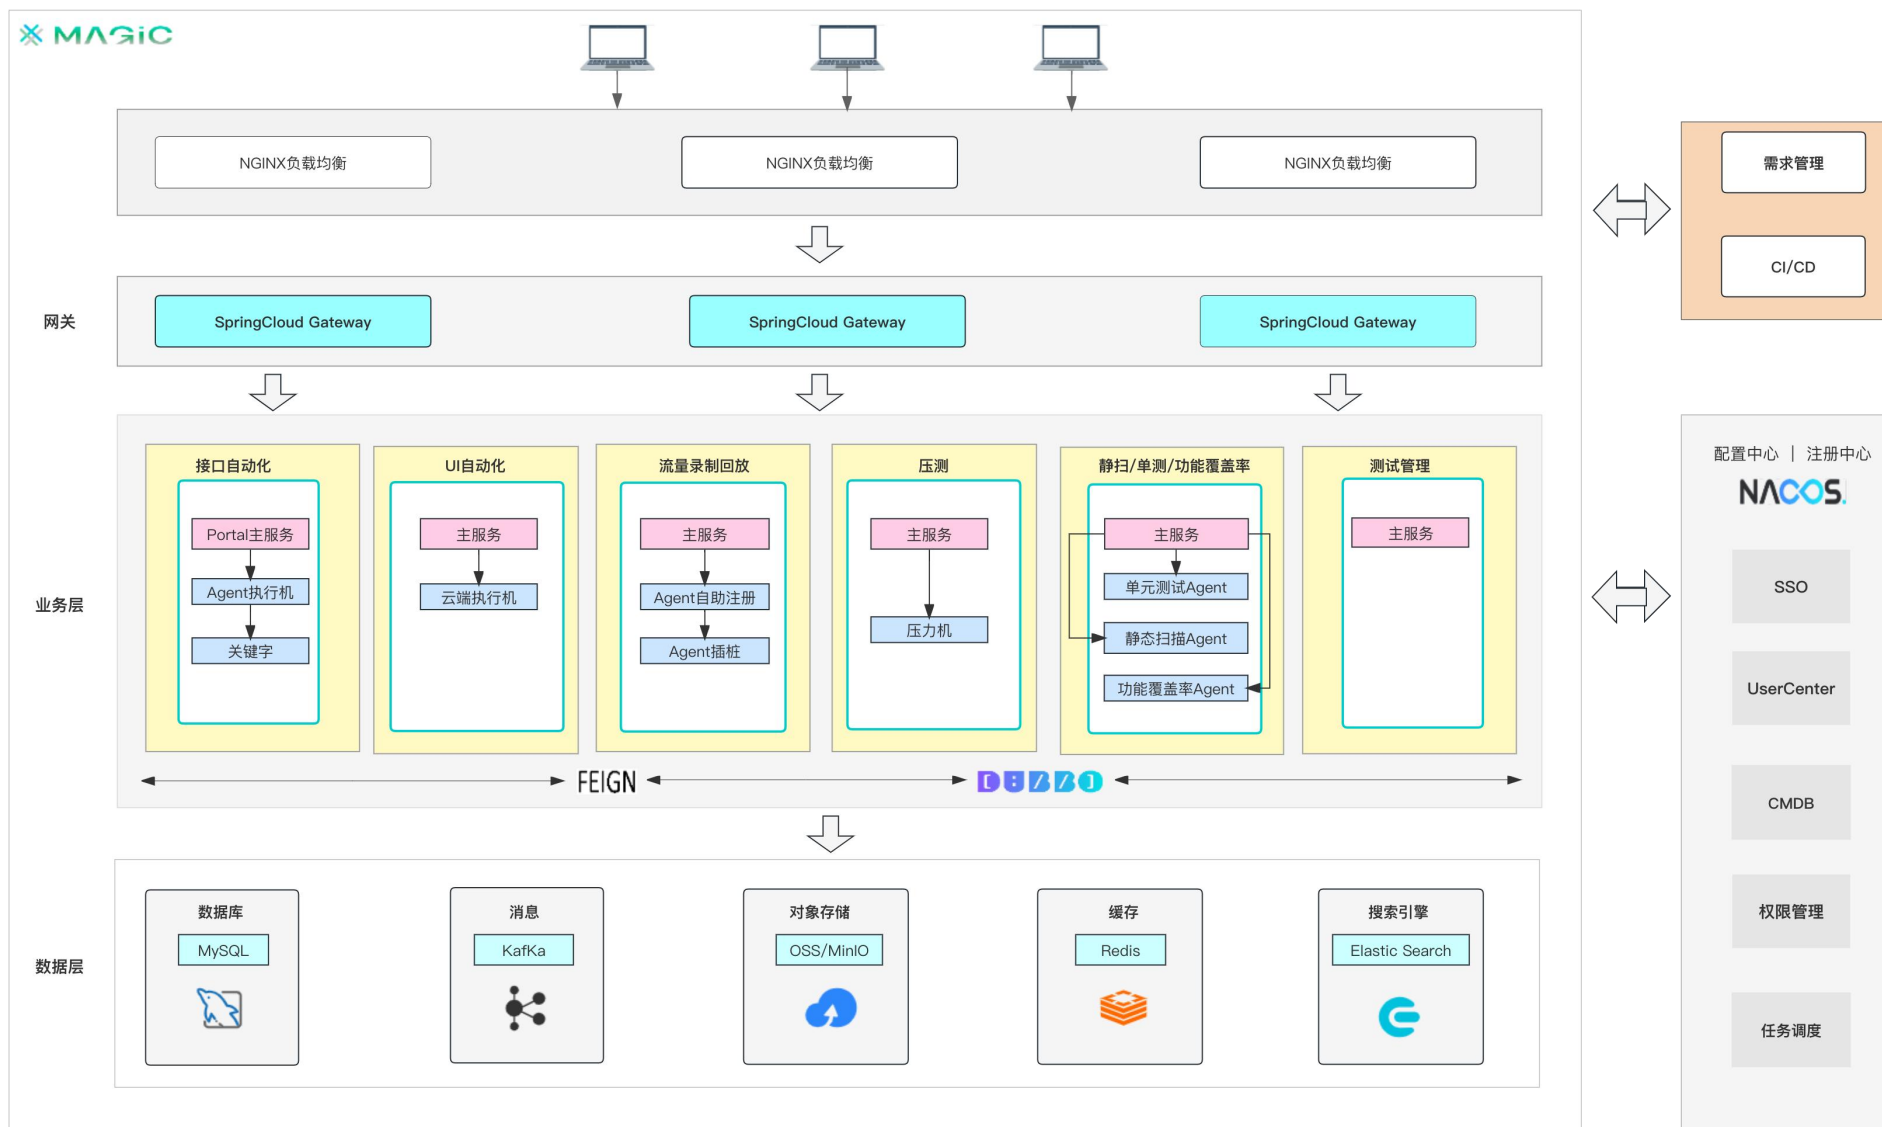 MAGiC
NGINX负载均衡
NGINX负载均衡
NGINX负载均衡
网关
SpringCloud Gateway
SpringCloud Gateway
SpringCloud Gateway
业务层
接口自动化
Portal主服务
Agent执行机
关键字
UI自动化
主服务
云端执行机
流量录制回放
主服务
Agent自助注册
Agent插桩
压测
主服务
压力机
静扫/单测/功能覆盖率
主服务
单元测试Agent
静态扫描Agent
功能覆盖率Agent
测试管理
主服务
FEIGN
DUBBO
数据层
数据库
MySQL
消息
KafKa
对象存储
OSS/MinIO
缓存
Redis
搜索引擎
Elastic Search
需求管理
CI/CD
配置中心 | 注册中心
NACOS.
SSO
UserCenter
CMDB
权限管理
任务调度